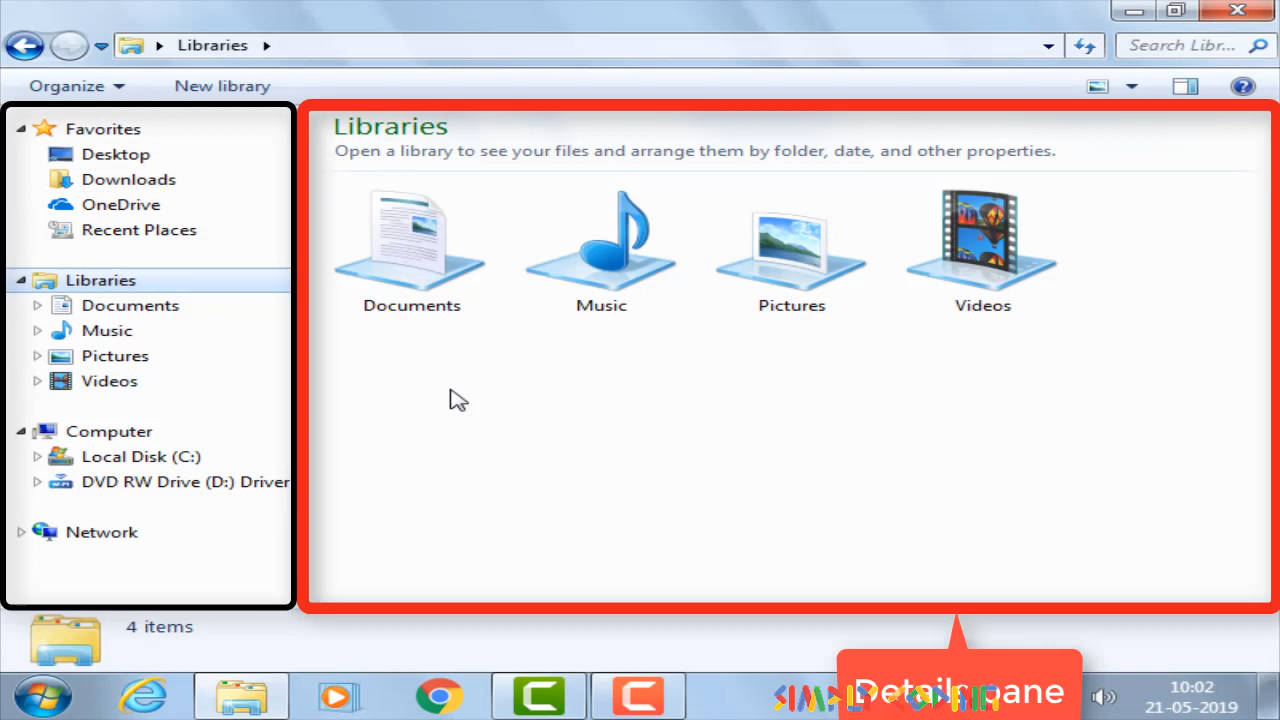 Libraries
Search Libr...
Organize
New library
Favorites
Desktop
Downloads
OneDrive
Recent Places
Libraries
Documents
Music
Pictures
Videos
Computer
Local Disk (C:)
DVD RW Drive (D:) Driver
Network
Libraries
Open a library to see your files and arrange them by folder, date, and other properties.
Documents
Music
Pictures
Videos
4 items
Details pane
SIMPLY
10:02
21-05-2019